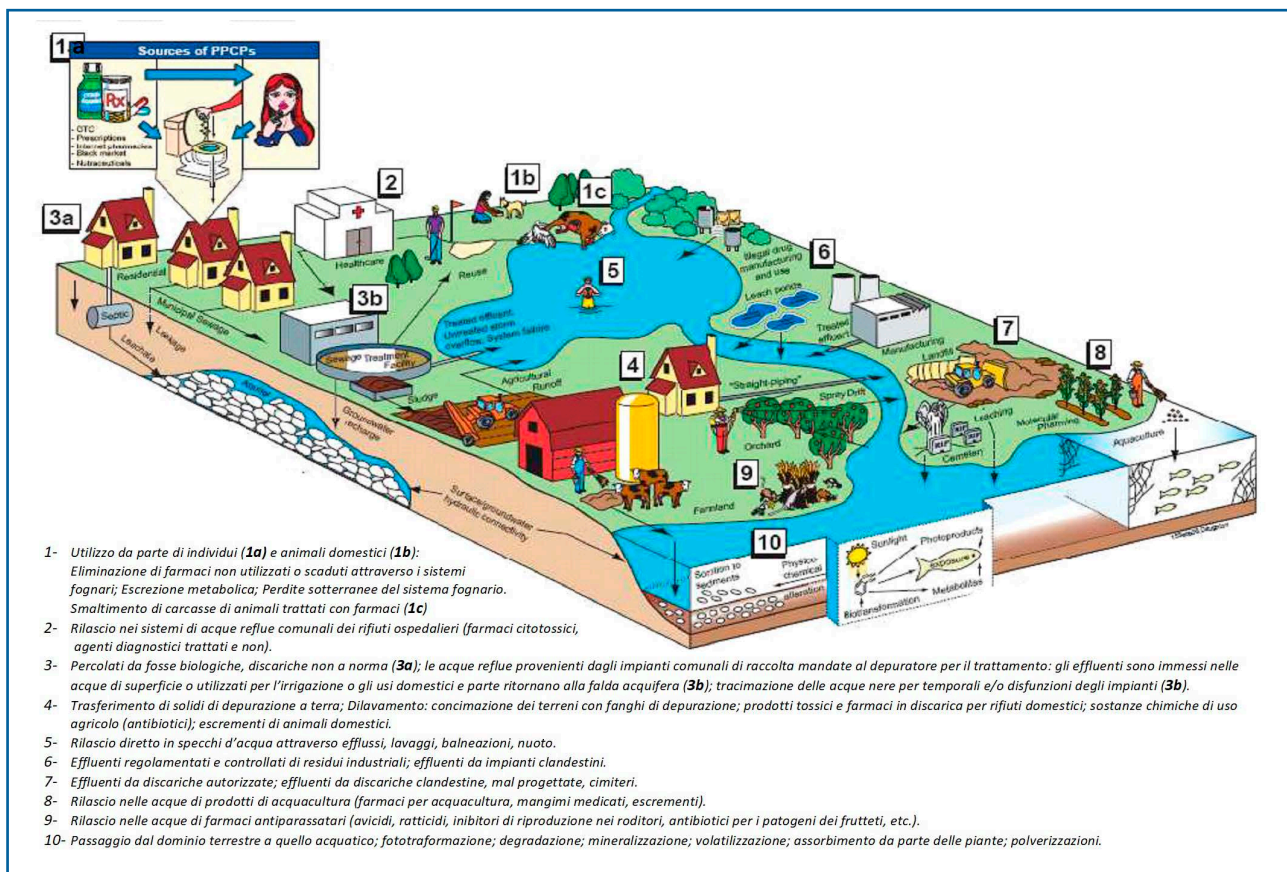 1a
Sources of PPCPs
Rx
- OTC
- Prescriptions
- Internet pharmacies
- Black market
- Nutraceuticals
3a
2
1b
1c
Residential
Healthcare
Reuse
5
Illegal drug
manufacturing
and use
6
Septic
Municipal Sewage
Leakage
Leachate
3b
Sewage Treatment
Facility
Treated effluent,
Untreated storm
overflow, System failure
Leach ponds
Treated
effluent
Manufacturing
Landfill
7
8
Aquifer
Groundwater
recharge
Sludge
Agricultural
Runoff
4
"Straight-piping"
Spray Drift
Orchard
Leaching
RIP
RIP
RIP
Cemeteri
Molecular
Pharming
Aquaculture
9
Farmland
Surface/groundwater
hydraulic connectivity
10
Sorption to
sediments
Physico-
chemical
alteration
Sunlight
Photoproducts
exposure
Biotransformation
Metabolites
1- Utilizzo da parte di individui (1a) e animali domestici (1b):
Eliminazione di farmaci non utilizzati o scaduti attraverso i sistemi
fognari; Escrezione metabolica; Perdite sotterranee del sistema fognario.
Smaltimento di carcasse di animali trattati con farmaci (1c)
2- Rilascio nei sistemi di acque reflue comunali dei rifiuti ospedalieri (farmaci citotossici,
agenti diagnostici trattati e non).
3- Percolati da fosse biologiche, discariche non a norma (3a); le acque reflue provenienti dagli impianti comunali di raccolta mandate al depuratore per il trattamento: gli effluenti sono immessi nelle
acque di superficie o utilizzati per l'irrigazione o gli usi domestici e parte ritornano alla falda acquifera (3b); tracimazione delle acque nere per temporali e/o disfunzioni degli impianti (3b).
4- Trasferimento di solidi di depurazione a terra; Dilavamento: concimazione dei terreni con fanghi di depurazione; prodotti tossici e farmaci in discarica per rifiuti domestici; sostanze chimiche di uso
agricolo (antibiotici); escrementi di animali domestici.
5- Rilascio diretto in specchi d'acqua attraverso efflussi, lavaggi, balneazioni, nuoto.
6- Effluenti regolamentati e controllati di residui industriali; effluenti da impianti clandestini.
7- Effluenti da discariche autorizzate; effluenti da discariche clandestine, mal progettate, cimiteri.
8- Rilascio nelle acque di prodotti di acquacultura (farmaci per acquacultura, mangimi medicati, escrementi).
9- Rilascio nelle acque di farmaci antiparassatari (avicidi, ratticidi, inibitori di riproduzione nei roditori, antibiotici per i patogeni dei frutteti, etc.).
10- Passaggio dal dominio terrestre a quello acquatico; fototraformazione; degradazione; mineralizzazione; volatilizzazione; assorbimento da parte delle piante; polverizzazioni.